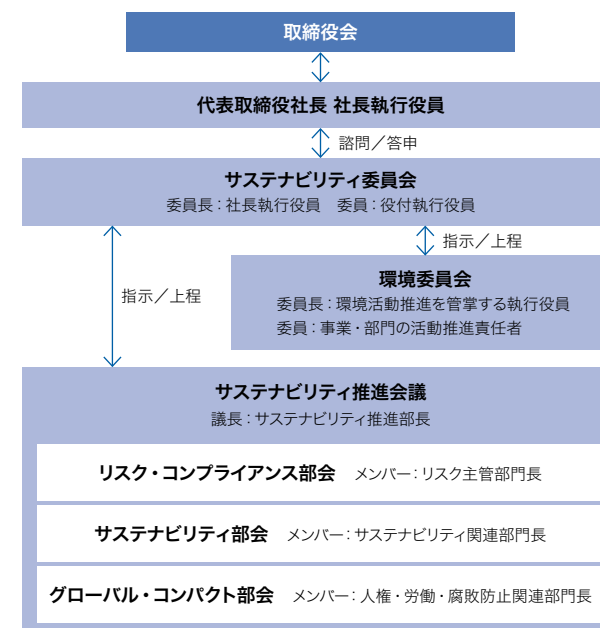 取締役会
代表取締役社長 社長執行役員
諮問／答申
サステナビリティ委員会
委員長：社長執行役員　委員：役付執行役員
指示／上程
環境委員会
委員長：環境活動推進を管掌する執行役員
委員：事業・部門の活動推進責任者
指示／上程
サステナビリティ推進会議
議長：サステナビリティ推進部長
リスク・コンプライアンス部会　メンバー：リスク主管部門長
サステナビリティ部会　メンバー：サステナビリティ関連部門長
グローバル・コンパクト部会　メンバー：人権・労働・腐敗防止関連部門長